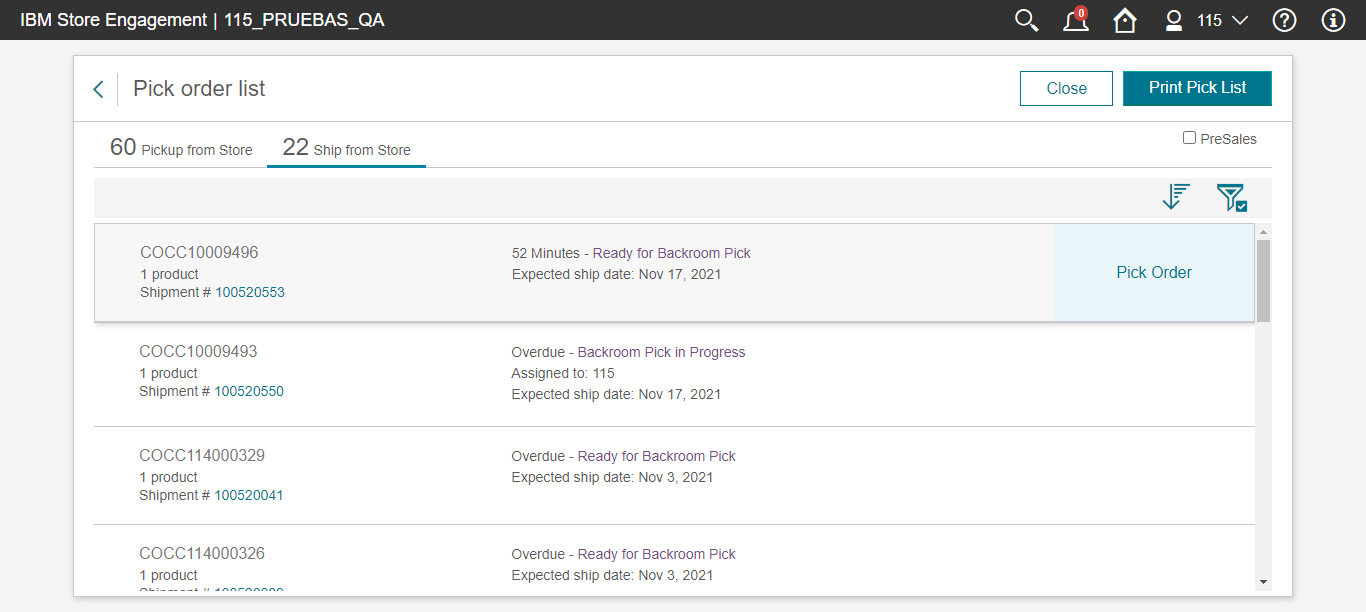 IBM Store Engagement | 115_PRUEBAS_QA
0
115
Pick order list
Close
Print Pick List
60 Pickup from Store
22 Ship from Store
PreSales
COCC10009496
1 product
Shipment # 100520553
52 Minutes - Ready for Backroom Pick
Expected ship date: Nov 17, 2021
Pick Order
COCC10009493
1 product
Shipment # 100520550
Overdue - Backroom Pick in Progress
Assigned to: 115
Expected ship date: Nov 17, 2021
COCC114000329
1 product
Shipment # 100520041
Overdue - Ready for Backroom Pick
Expected ship date: Nov 3, 2021
COCC114000326
1 product
Shipment #
Overdue - Ready for Backroom Pick
Expected ship date: Nov 3, 2021